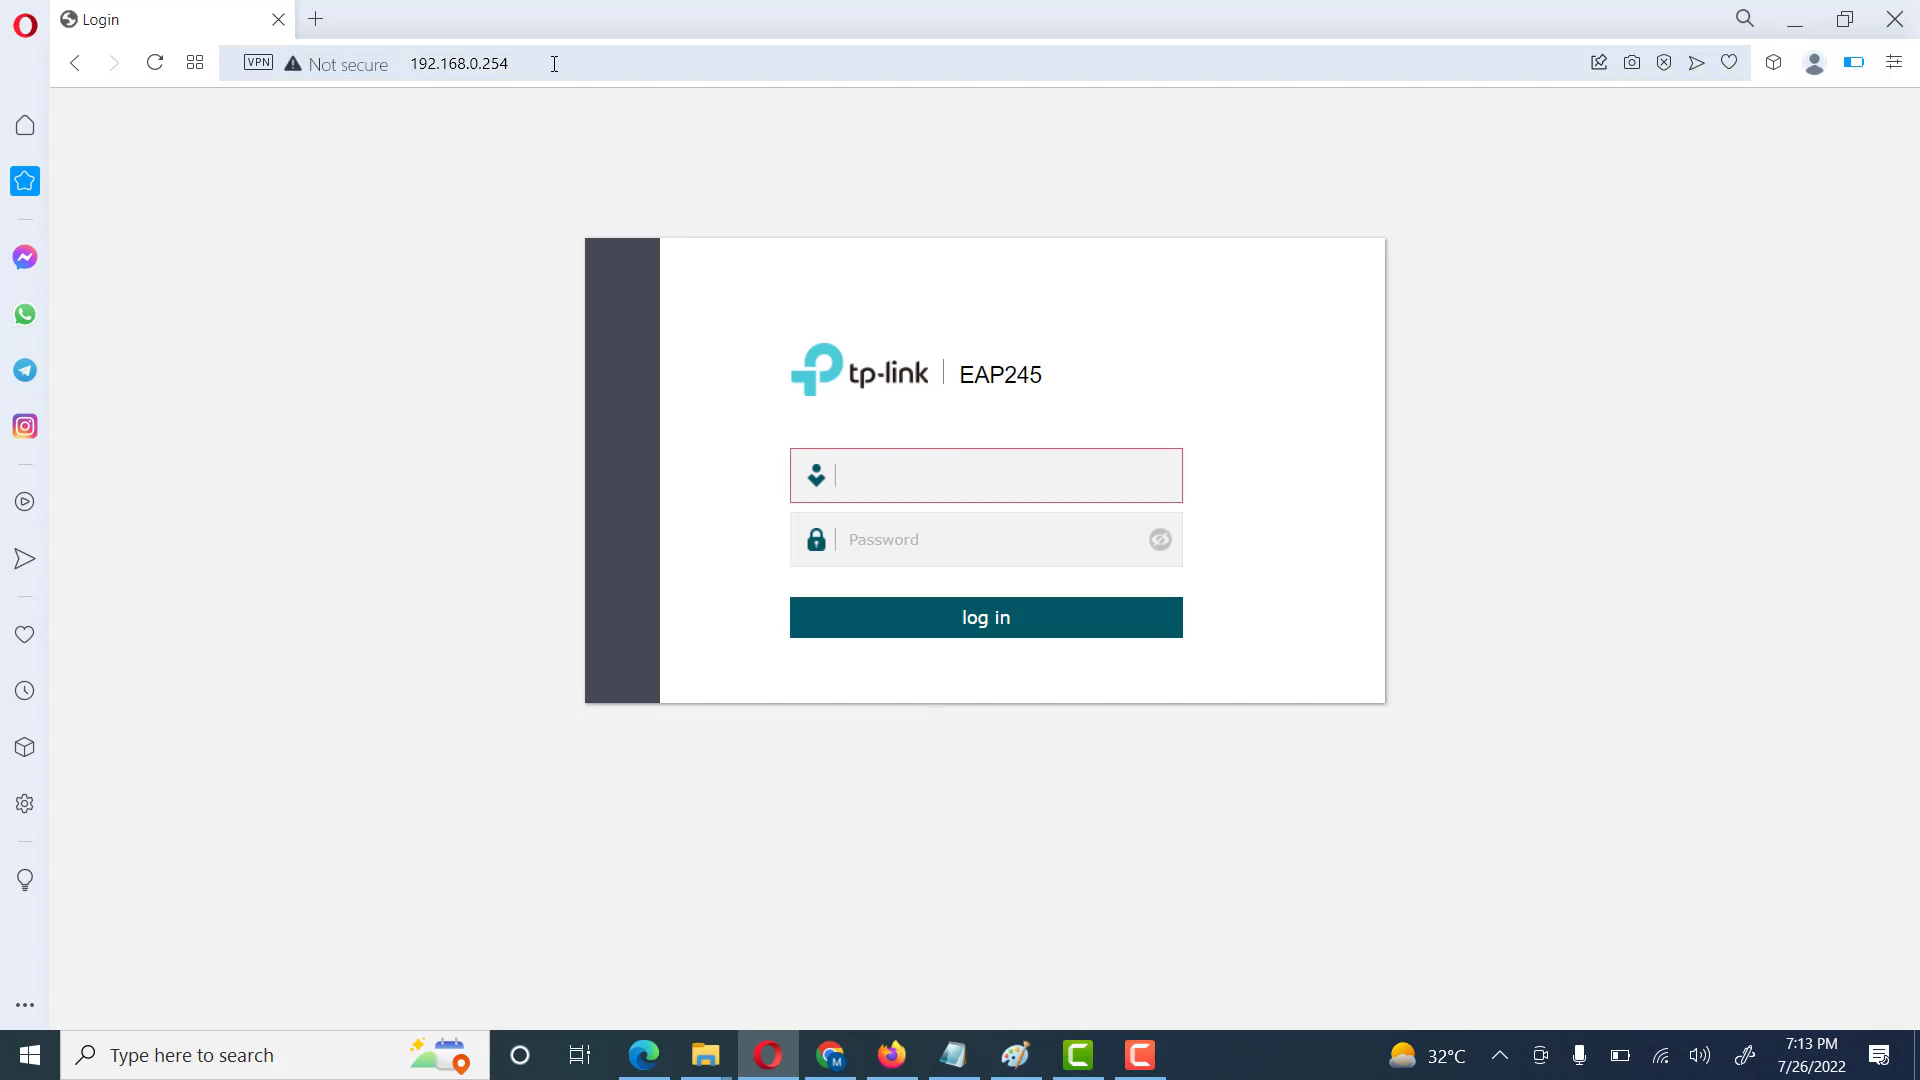 Login
VPN
Not secure
192.168.0.254
tp-link
EAP245
Password
log in
Type here to search
M
32°C
7:13 PM
7/26/2022